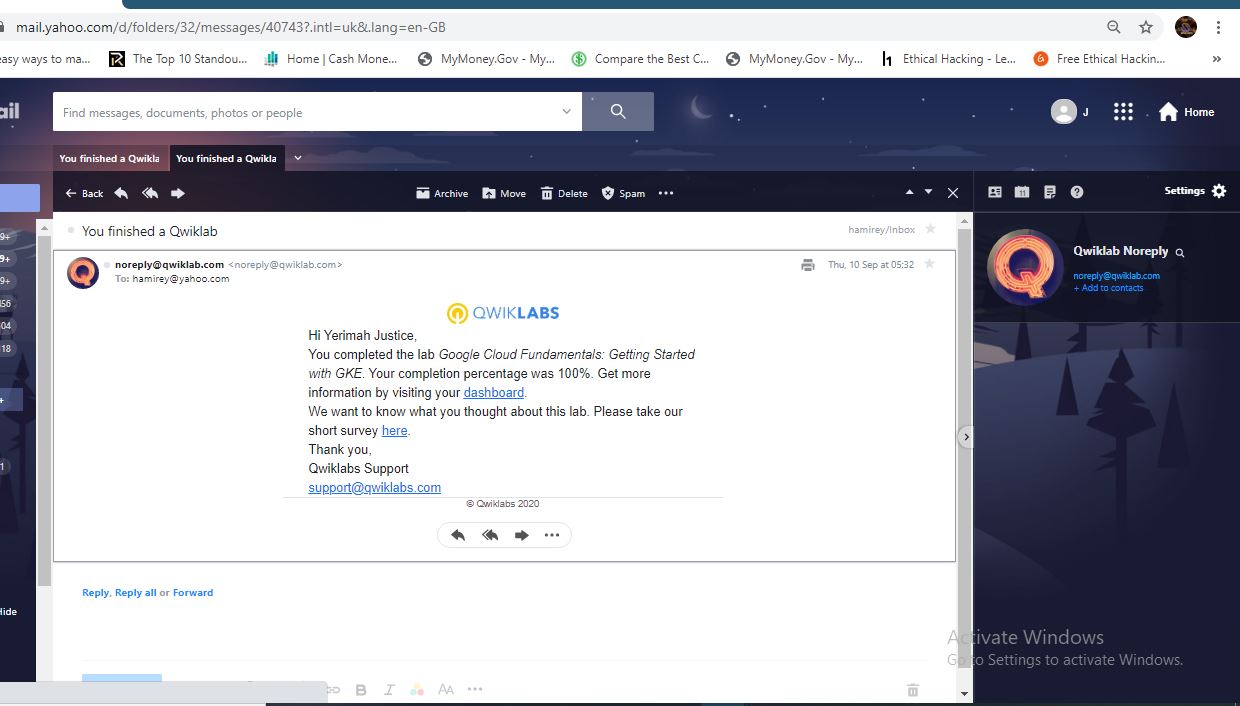 mail.yahoo.com/d/folders/32/messages/40743?.intl=uk&.lang=en-GB
easy ways to ma... The Top 10 Standou... Home | Cash Mone... MyMoney.Gov - My... Compare the Best C... MyMoney.Gov - My... Ethical Hacking - Le... Free Ethical Hackin... »
ail Find messages, documents, photos or people J Home
You finished a Qwikla You finished a Qwikla
Back Archive Move Delete Spam ••• 11 Settings
You finished a Qwiklab hamirey/Inbox
noreply@qwiklab.com <noreply@qwiklab.com> Thu, 10 Sep at 05:32
To: hamirey@yahoo.com
Qwiklab Noreply
noreply@qwiklab.com
+ Add to contacts
9+
9+
9+
56
04
18
+
1
Hide
QWIKLABS
Hi Yerimah Justice,
You completed the lab Google Cloud Fundamentals: Getting Started
with GKE. Your completion percentage was 100%. Get more
information by visiting your dashboard.
We want to know what you thought about this lab. Please take our
short survey here.
Thank you,
Qwiklabs Support
support@qwiklabs.com
© Qwiklabs 2020
Reply, Reply all or Forward
Activate Windows
Go to Settings to activate Windows.
B I AA •••